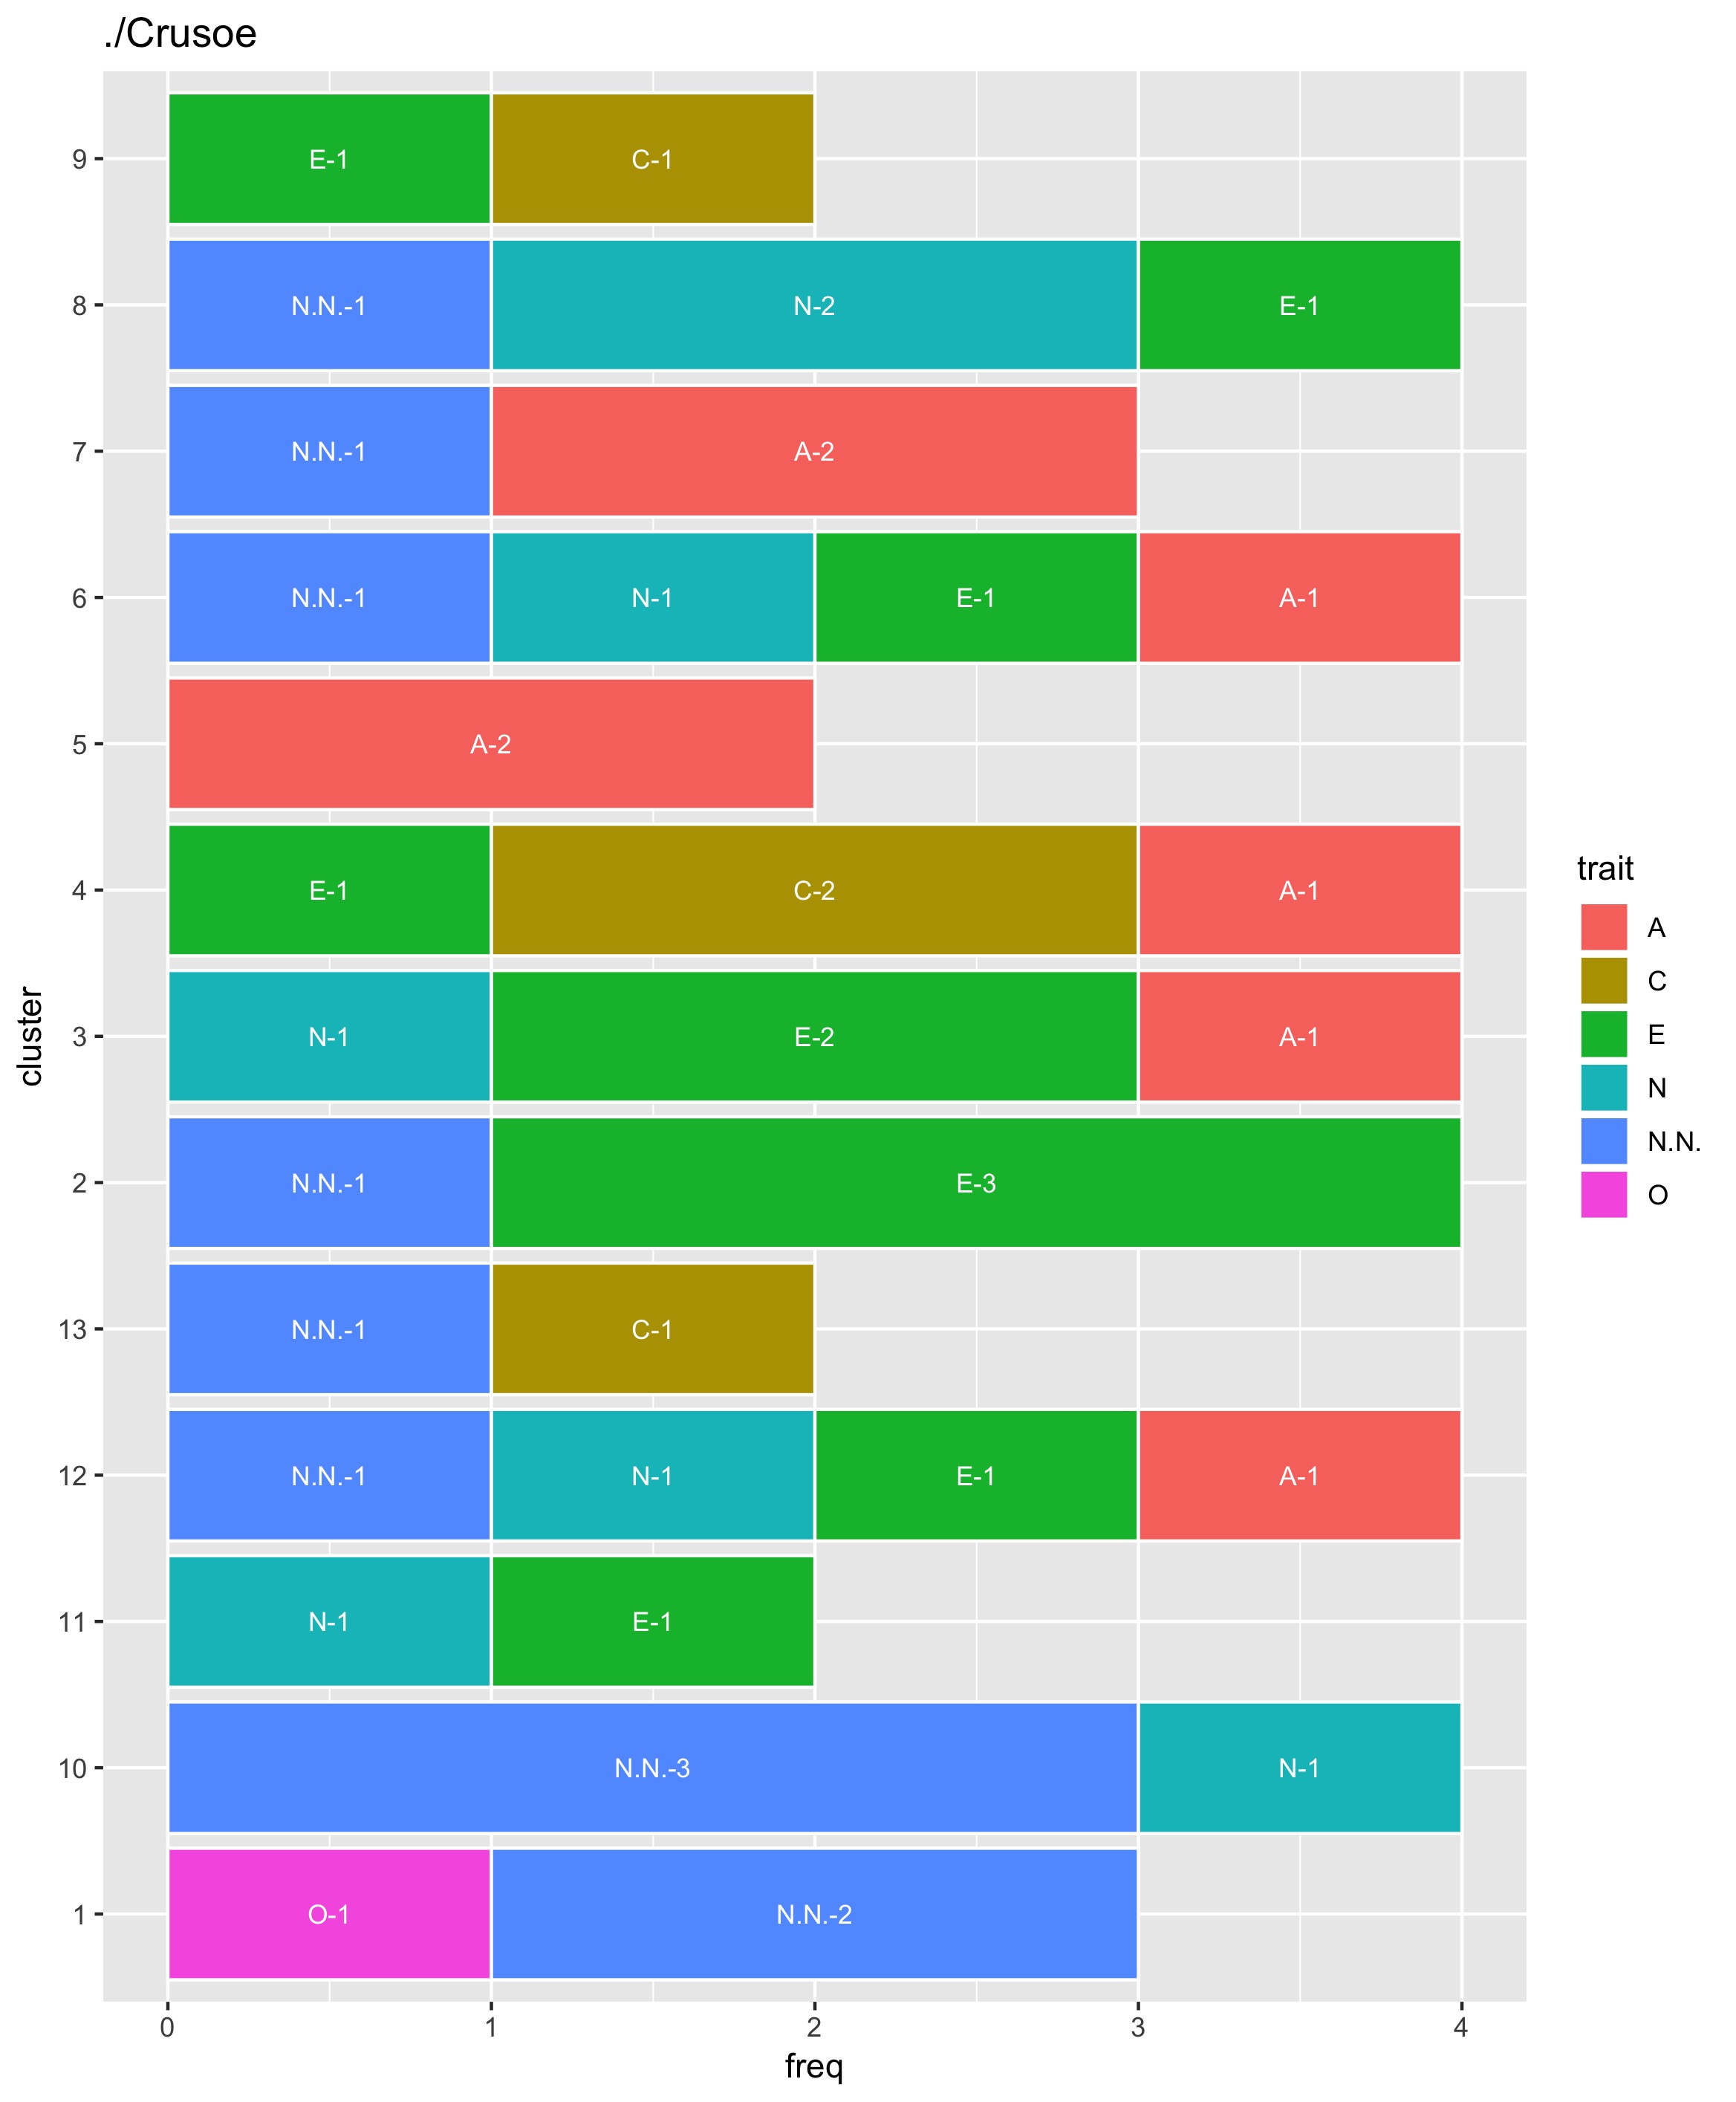 ./Crusoe
9
E-1 C-1
8
N.N.-1 N-2 E-1
7
N.N.-1 A-2
6
N.N.-1 N-1 E-1 A-1
5
A-2
4
E-1 C-2 A-1
3
N-1 E-2 A-1
2
N.N.-1 E-3
13
N.N.-1 C-1
12
N.N.-1 N-1 E-1 A-1
11
N-1 E-1
10
N.N.-3 N-1
1
O-1 N.N.-2
0 1 2 3 4
freq
cluster
trait
A
C
E
N
N.N.
O